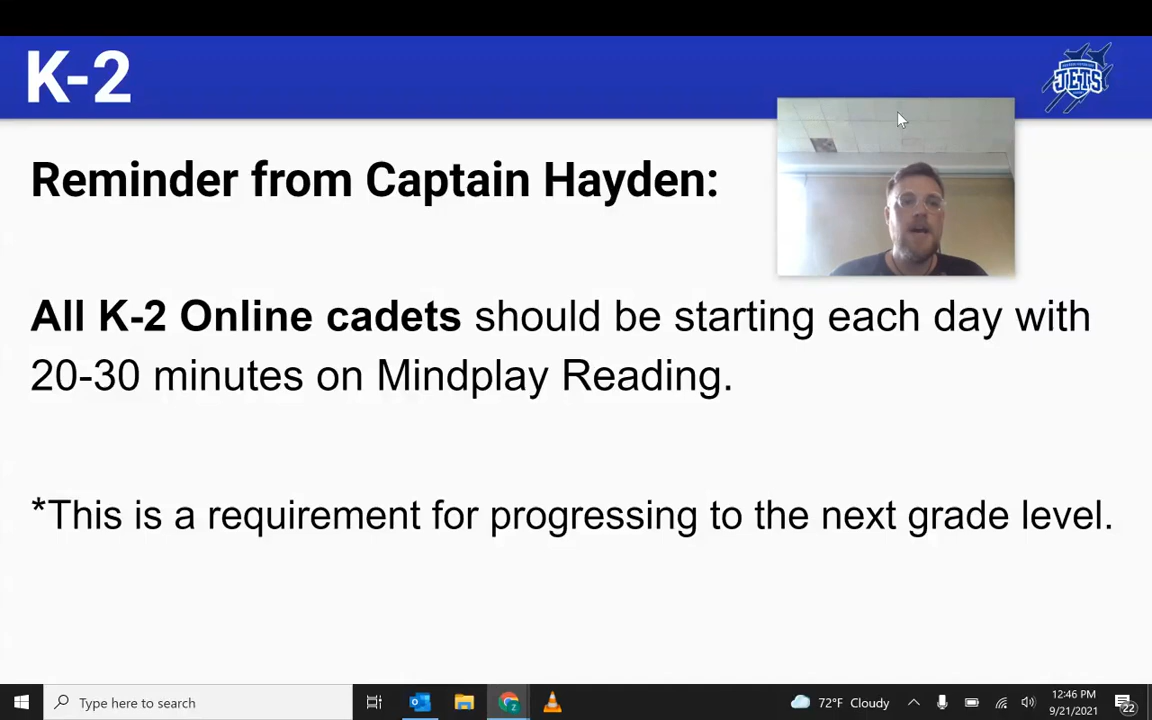 K-2
JETS
Reminder from Captain Hayden:
All K-2 Online cadets should be starting each day with
20-30 minutes on Mindplay Reading.
*This is a requirement for progressing to the next grade level.
Type here to search
72°F Cloudy
12:46 PM
9/21/2021
22